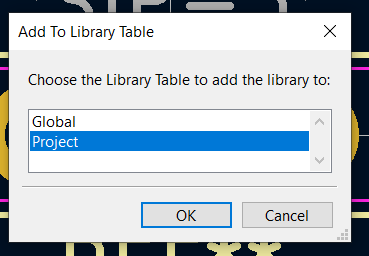 Add To Library Table
Choose the Library Table to add the library to:
Global
Project
OK
Cancel